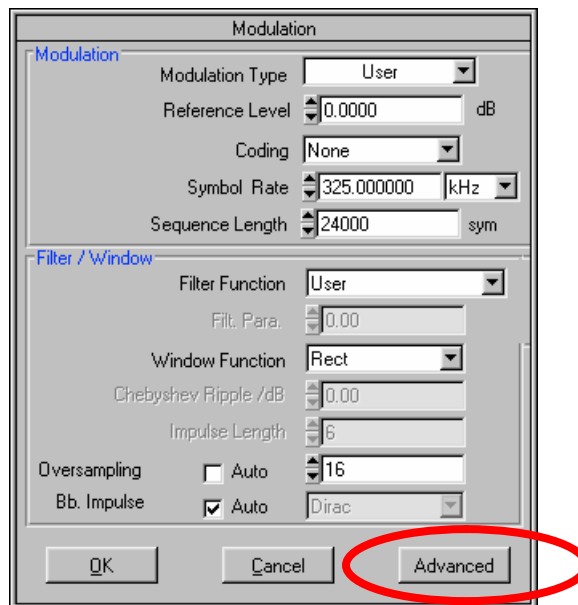 Modulation
Modulation
Modulation Type User
Reference Level 0.0000 dB
Coding None
Symbol Rate 325.000000 kHz
Sequence Length 24000 sym
Filter / Window
Filter Function User
Filt. Para. 0.00
Window Function Rect
Chebyshev Ripple /dB 0.00
Impulse Length 6
Oversampling Auto 16
Bb. Impulse Auto Dirac
OK Cancel Advanced